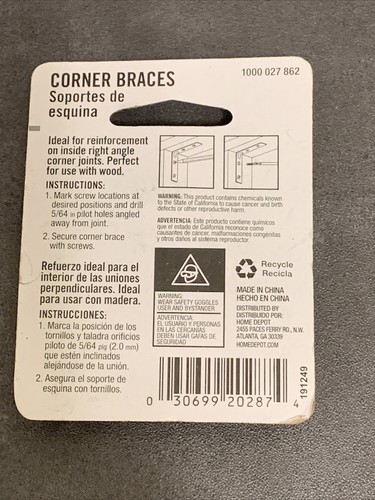 CORNER BRACES
Soportes de
esquina
1000 027 862
Ideal for reinforcement
on inside right angle
corner joints. Perfect
for use with wood.
INSTRUCTIONS:
1. Mark screw locations at
desired positions and drill
5/64 in pilot holes angled
away from joint.
2. Secure corner brace
with screws.
Refuerzo ideal para el
interior de las uniones
perpendiculares. Ideal
para usar con madera.
INSTRUCCIONES:
1. Marca la posición de los
tornillos y taladra orificios
piloto de 5/64 pig (2.0 mm)
que estén inclinados
alejándose de la unión.
2. Asegura el soporte de
esquina con tornillos.
WARNING: This product contains chemicals known
to the State of California to cause cancer and birth
defects or other reproductive harm.
ADVERTENCIA: Este producto contiene químicos
que el estado de California reconoce como
causantes de cáncer, malformaciones congénitas
y otros daños al sistema reproductor.
WARNING:
WEAR SAFETY GOGGLES
USER AND BYSTANDER
ADVERTENCIA:
EL USUARIO Y PERSONAS
EN LAS CERCANÍAS
DEBEN USAR GAFAS DE
SEGURIDAD
Recycle
Recicla
MADE IN CHINA
HECHO EN CHINA
DISTRIBUTED BY
DISTRIBUIDO POR:
HOME DEPOT
2455 PACES FERRY RD., N.W.
ATLANTA, GA 30339
HOMEDEPOT.COM
0 30699 20287 4
191249